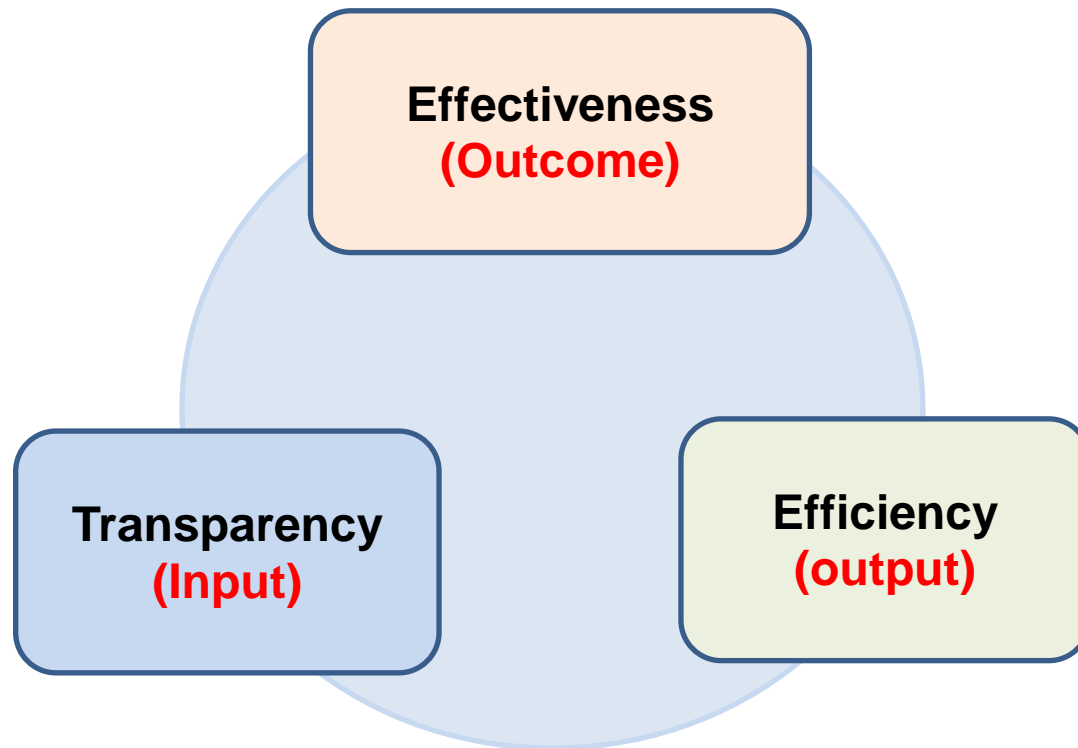 Effectiveness
(Outcome)
Transparency
(Input)
Efficiency
(output)